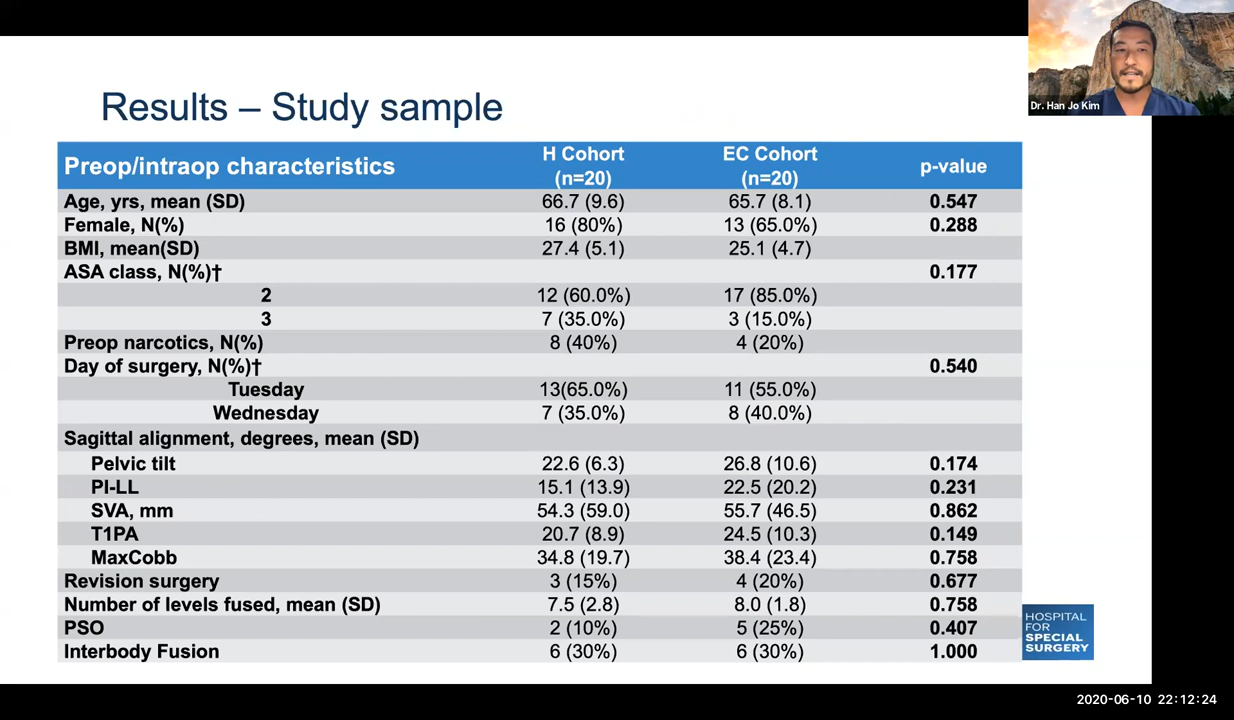 Dr. Han Jo Kim
Results – Study sample
Preop/intraop characteristics H Cohort (n=20) EC Cohort (n=20) p-value
Age, yrs, mean (SD) 66.7 (9.6) 65.7 (8.1) 0.547
Female, N(%) 16 (80%) 13 (65.0%) 0.288
BMI, mean(SD) 27.4 (5.1) 25.1 (4.7)
ASA class, N(%)† 0.177
2 12 (60.0%) 17 (85.0%)
3 7 (35.0%) 3 (15.0%)
Preop narcotics, N(%) 8 (40%) 4 (20%)
Day of surgery, N(%)† 0.540
Tuesday 13(65.0%) 11 (55.0%)
Wednesday 7 (35.0%) 8 (40.0%)
Sagittal alignment, degrees, mean (SD)
Pelvic tilt 22.6 (6.3) 26.8 (10.6) 0.174
PI-LL 15.1 (13.9) 22.5 (20.2) 0.231
SVA, mm 54.3 (59.0) 55.7 (46.5) 0.862
T1PA 20.7 (8.9) 24.5 (10.3) 0.149
MaxCobb 34.8 (19.7) 38.4 (23.4) 0.758
Revision surgery 3 (15%) 4 (20%) 0.677
Number of levels fused, mean (SD) 7.5 (2.8) 8.0 (1.8) 0.758
PSO 2 (10%) 5 (25%) 0.407
Interbody Fusion 6 (30%) 6 (30%) 1.000
HOSPITAL
FOR
SPECIAL
SURGERY
2020-06-10 22:12:24